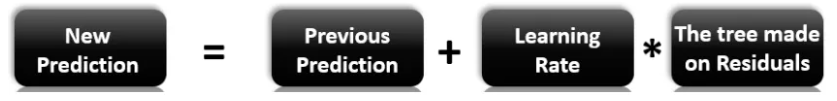 New Prediction = Previous Prediction + Learning Rate * The tree made on Residuals